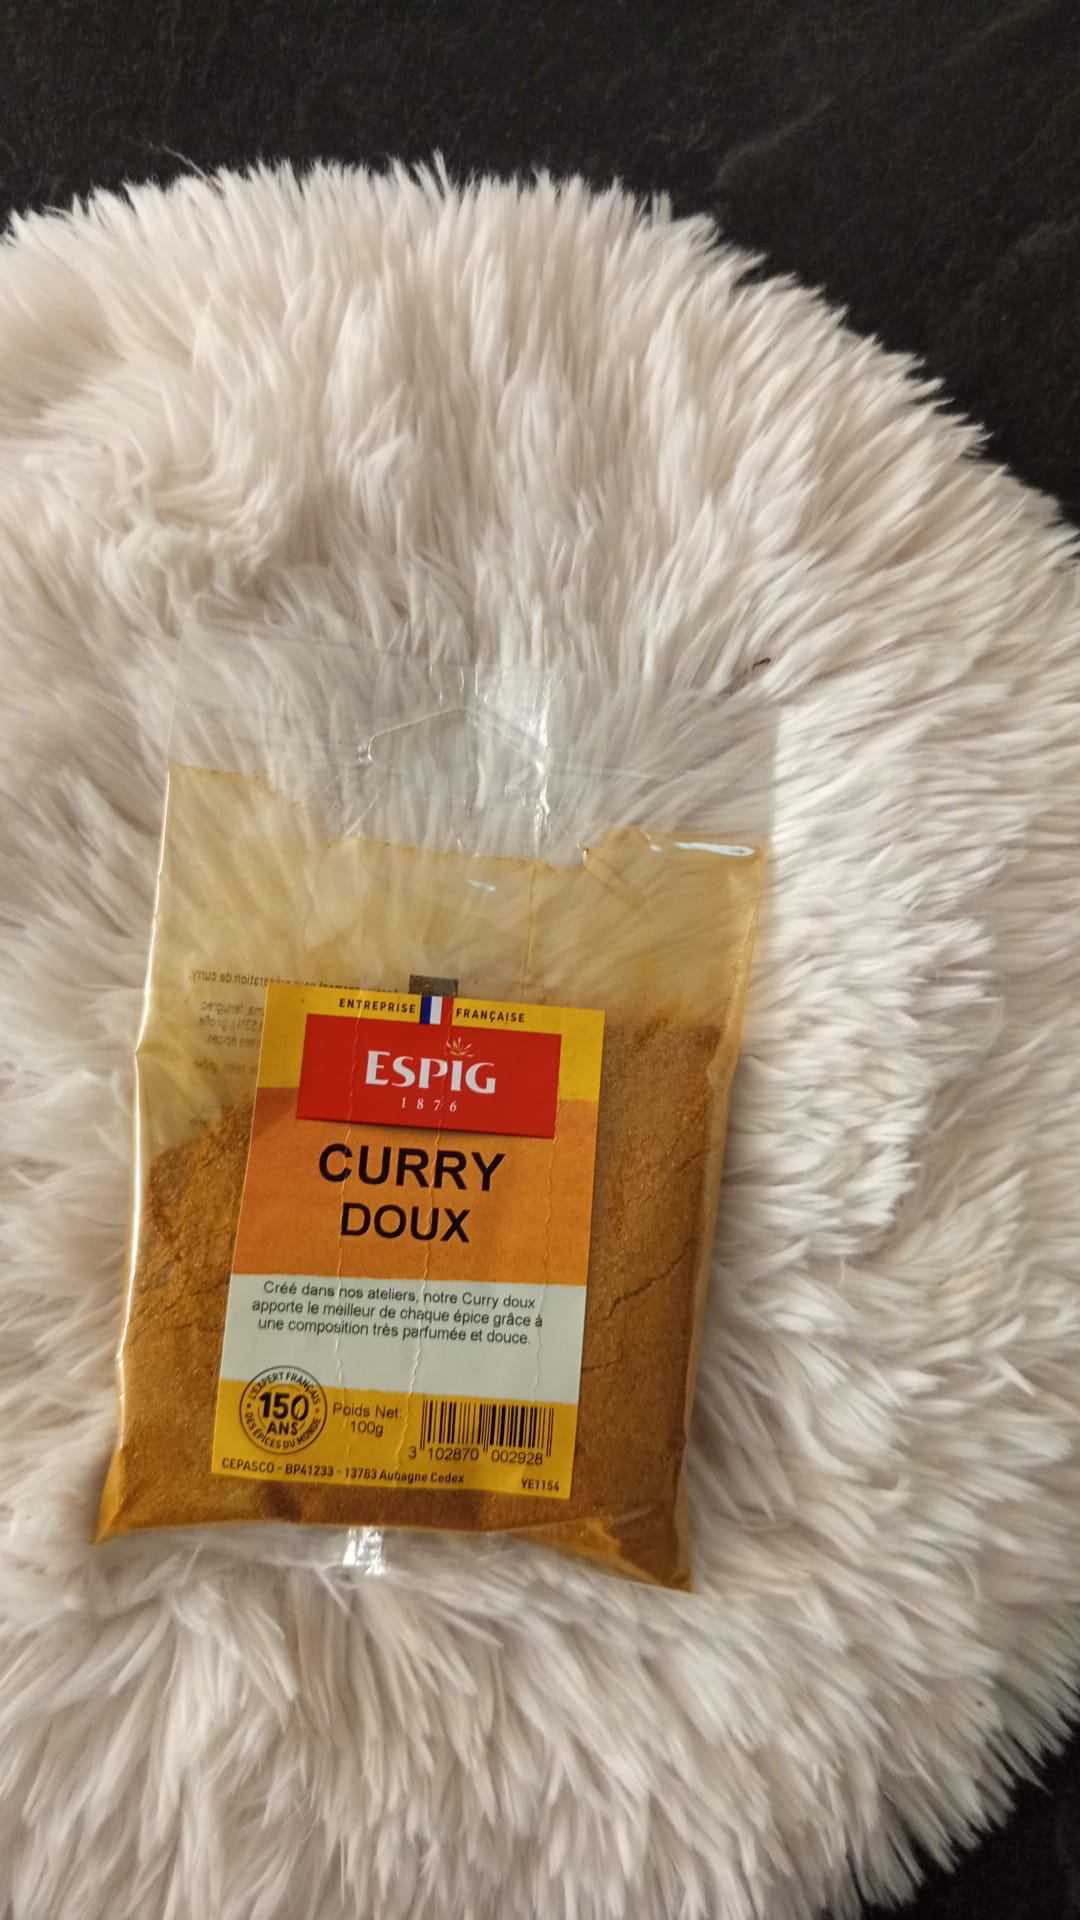 ENTREPRISE FRANÇAISE
ESPIG
1876
CURRY
DOUX
Créé dans nos ateliers, notre Curry doux
apporte le meilleur de chaque épice grâce à
une composition très parfumée et douce.
L'EXPERT FRANÇAIS
150
ANS
DES ÉPICES DU MONDE
Poids Net:
100g
3 102870 002928
CEPASCO - BP41233 - 13783 Aubagne Cedex
YE1154